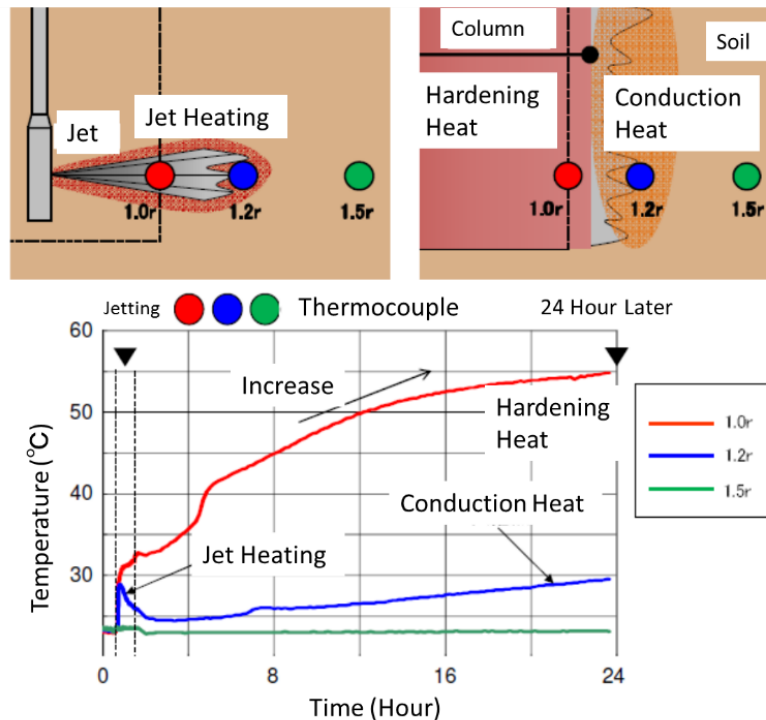 Jet
Jet Heating
1.0r
1.2r
1.5r
Column
Soil
Hardening
Heat
Conduction
Heat
1.0r
1.2r
1.5r
Jetting
Thermocouple
24 Hour Later
60
50
40
30
Temperature (°C)
Increase
Hardening
Heat
Conduction Heat
Jet Heating
1.0r
1.2r
1.5r
0
8
16
24
Time (Hour)